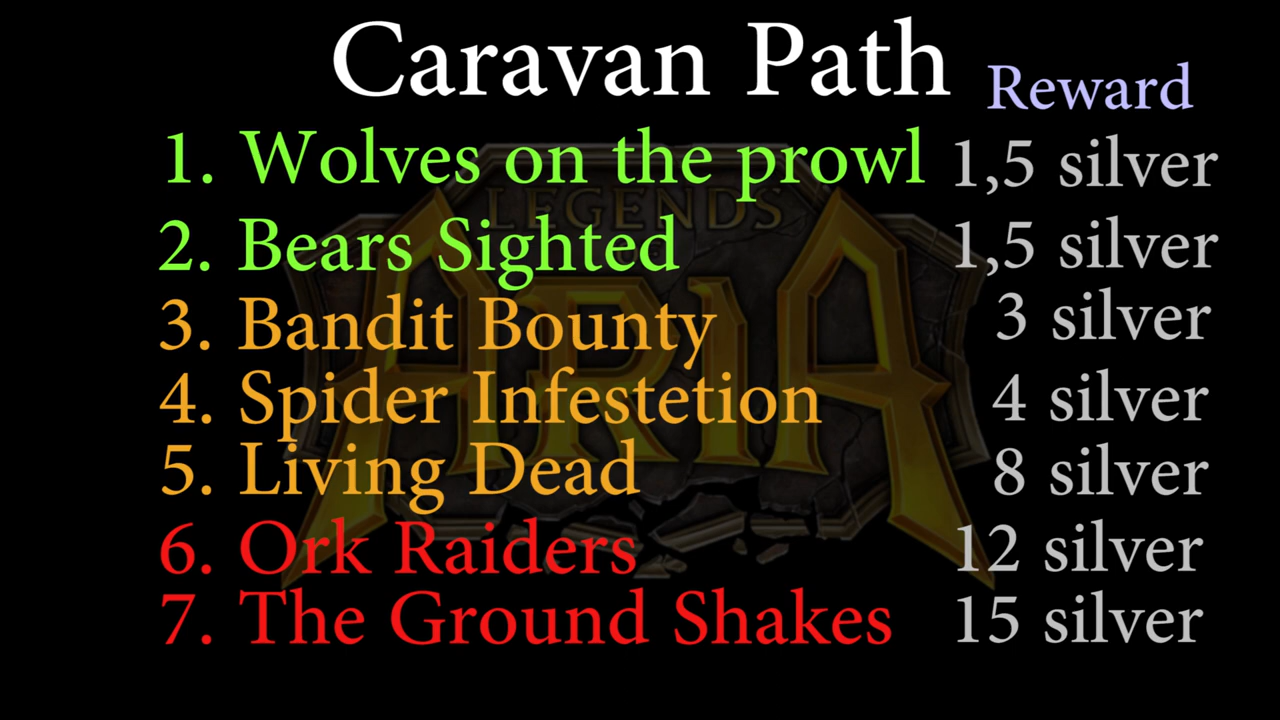 Caravan Path
Reward
1. Wolves on the prowl 1,5 silver
2. Bears Sighted 1,5 silver
3. Bandit Bounty 3 silver
4. Spider Infestetion 4 silver
5. Living Dead 8 silver
6. Ork Raiders 12 silver
7. The Ground Shakes 15 silver
LEGENDS
ARIA